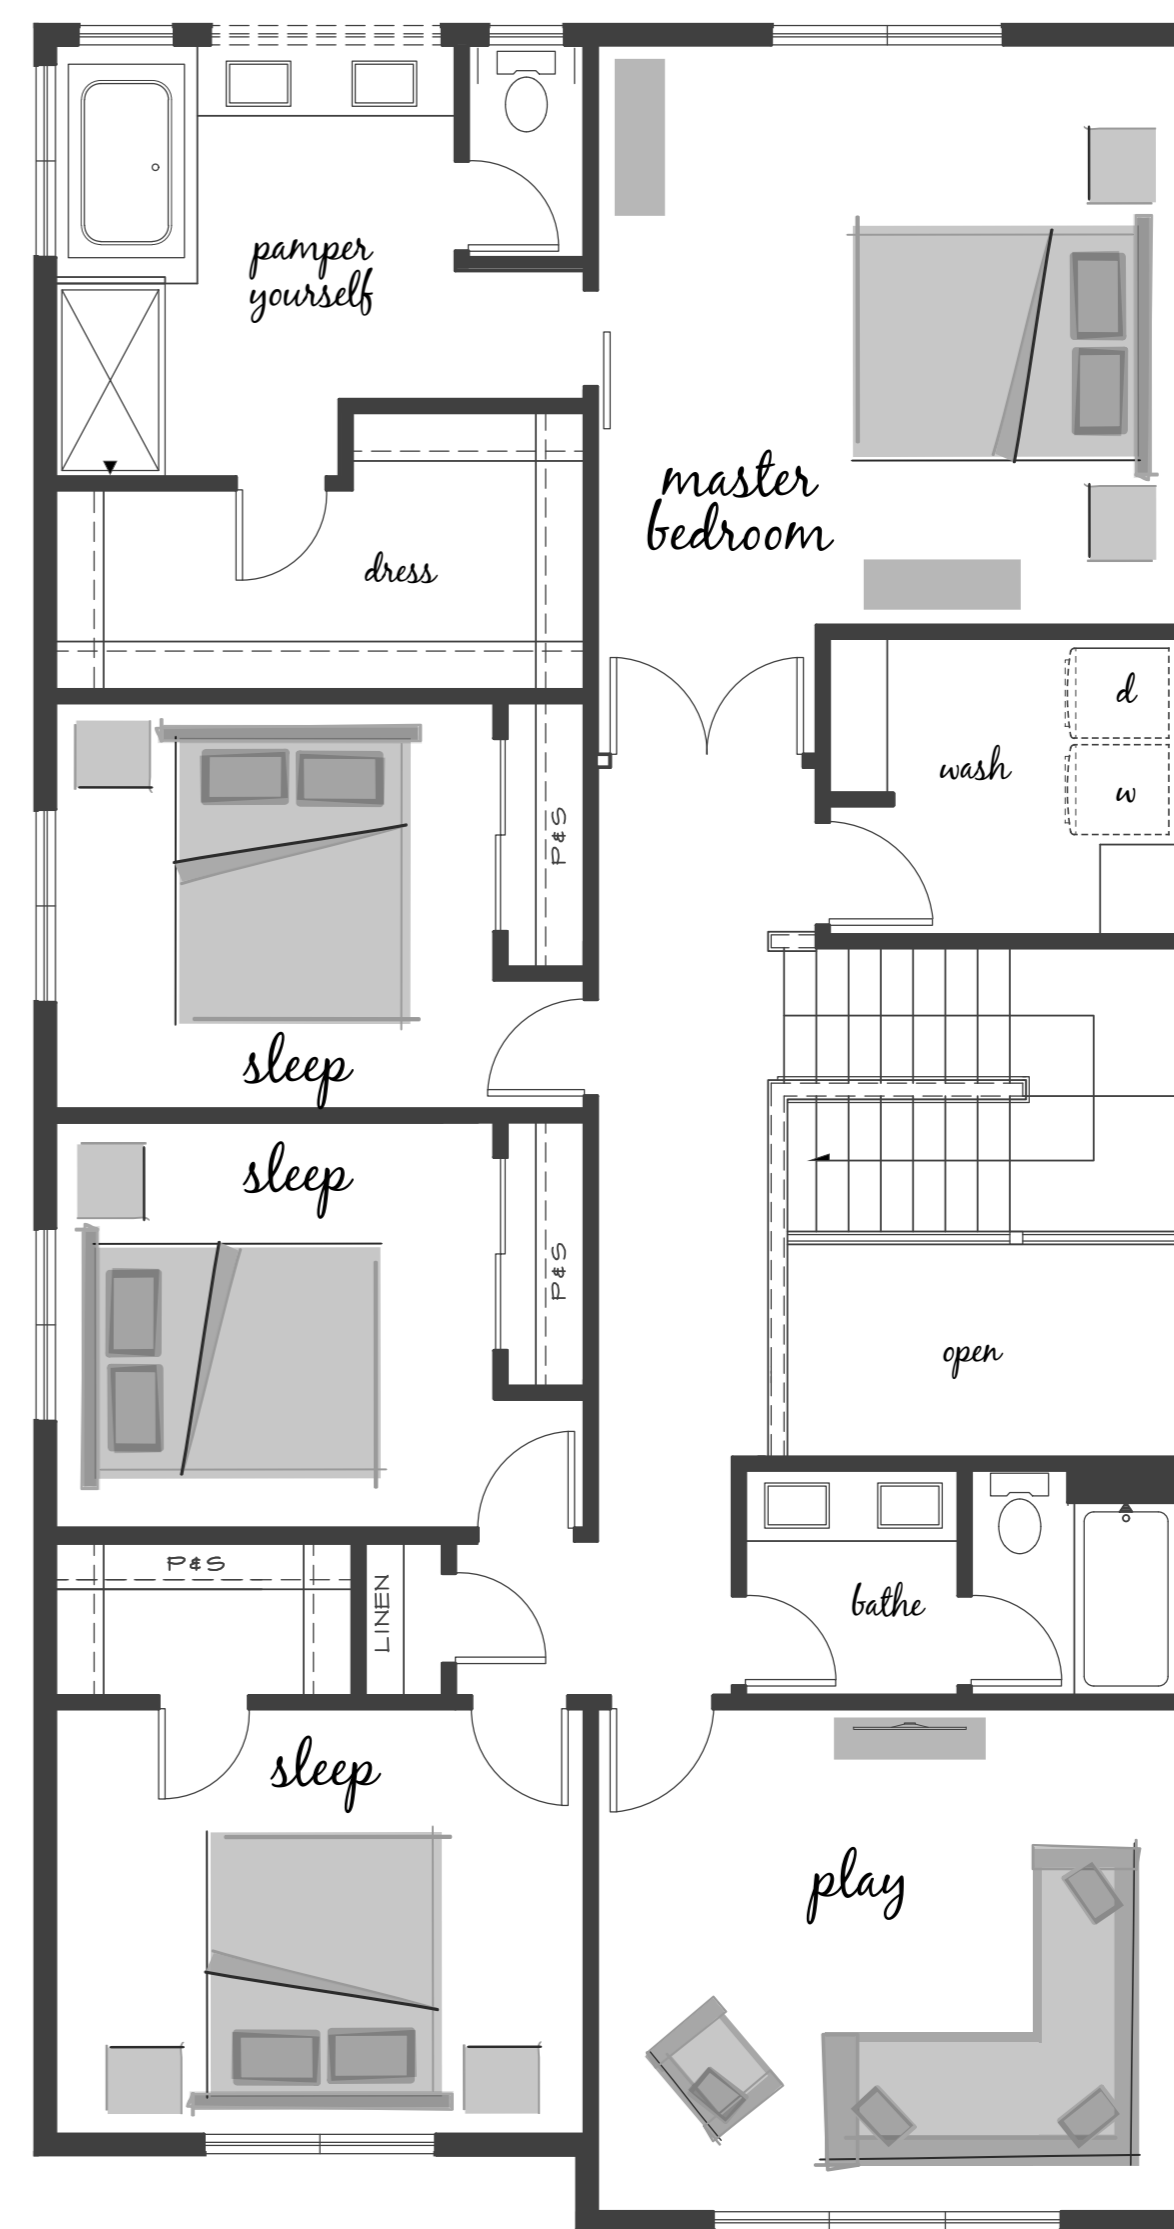 pamper
yourself
master
bedroom
dress
d
wash
w
P&S
sleep
sleep
P&S
open
P&S
LINEN
bathe
sleep
play